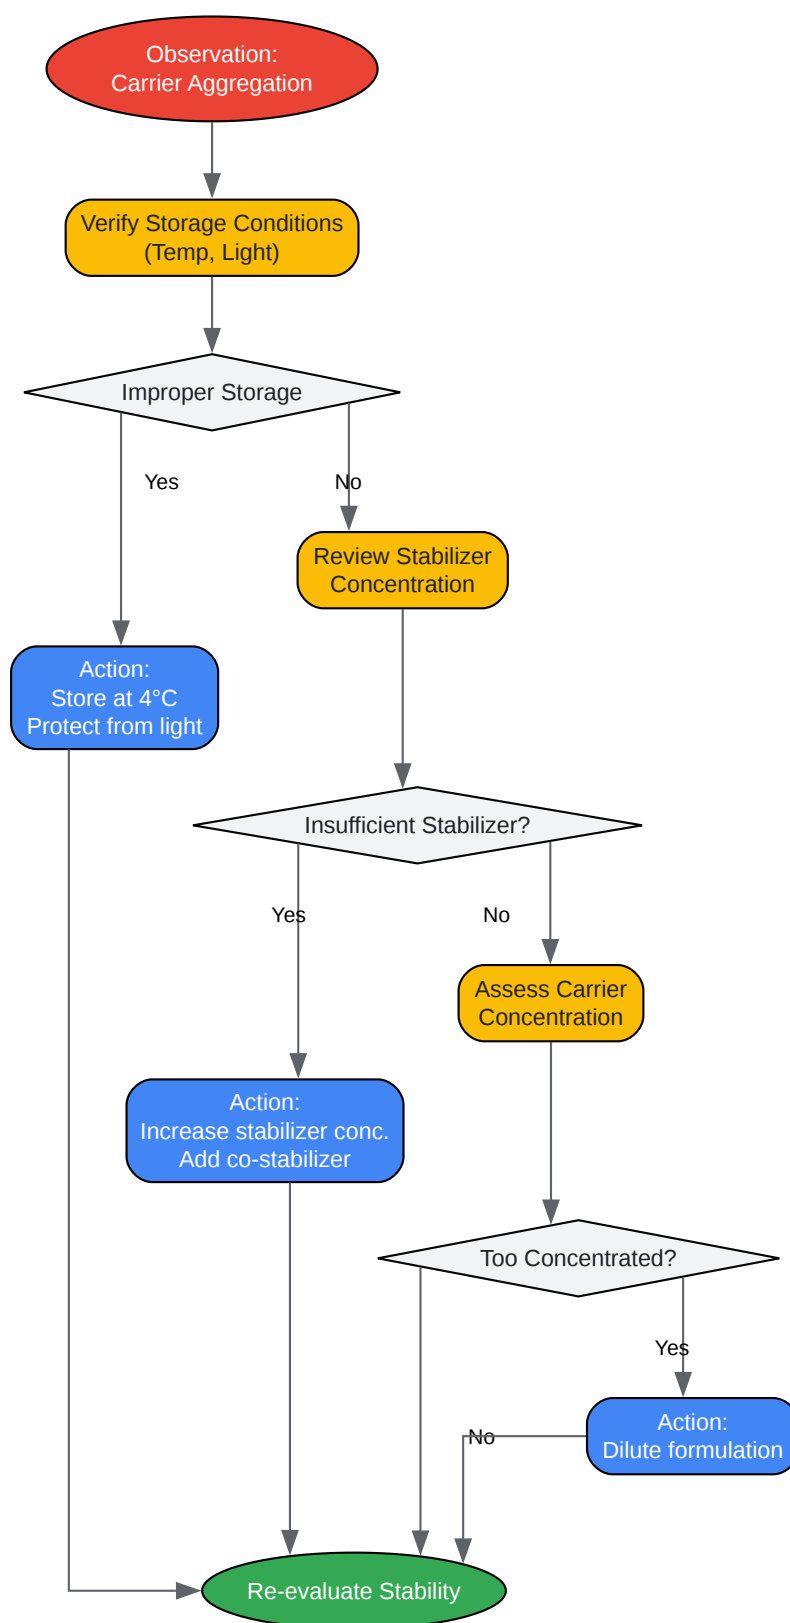 Observation:
Carrier Aggregation
Verify Storage Conditions
(Temp, Light)
Improper Storage
Yes
No
Review Stabilizer
Concentration
Action:
Store at 4°C
Protect from light
Insufficient Stabilizer?
Yes
No
Assess Carrier
Concentration
Action:
Increase stabilizer conc.
Add co-stabilizer
Too Concentrated?
Yes
Action:
Dilute formulation
No
Re-evaluate Stability